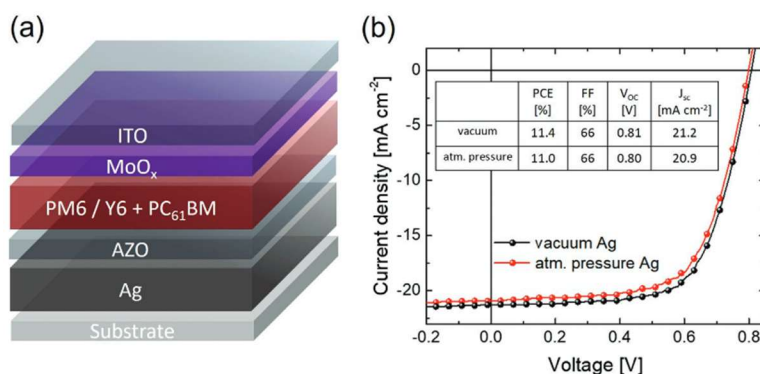 (a)
ITO
MoOₓ
PM6 / Y6 + PC₆₁BM
AZO
Ag
Substrate
(b)
Current density [mA cm⁻²]
0
-5
-10
-15
-20
-25
PCE [%] FF [%] V_OC [V] J_sc [mA cm⁻²]
vacuum 11.4 66 0.81 21.2
atm. pressure 11.0 66 0.80 20.9
vacuum Ag
atm. pressure Ag
-0.2 0.0 0.2 0.4 0.6 0.8
Voltage [V]